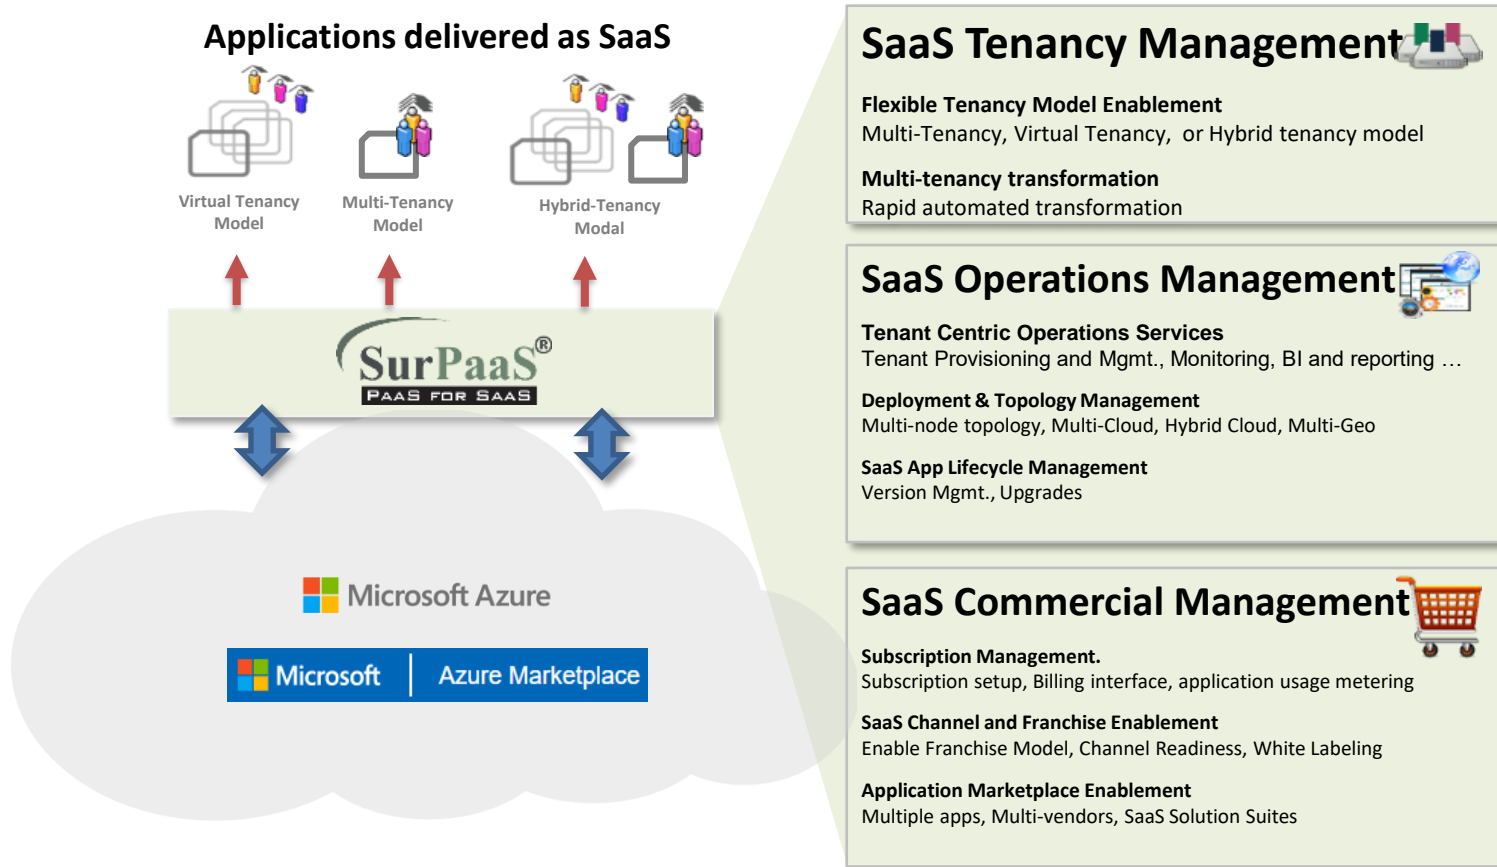 Applications delivered as SaaS
Virtual Tenancy
Model
Multi-Tenancy
Model
Hybrid-Tenancy
Modal
SurPaaS®
PAAS FOR SAAS
Microsoft Azure
Microsoft | Azure Marketplace
SaaS Tenancy Management
Flexible Tenancy Model Enablement
Multi-Tenancy, Virtual Tenancy, or Hybrid tenancy model
Multi-tenancy transformation
Rapid automated transformation
SaaS Operations Management
Tenant Centric Operations Services
Tenant Provisioning and Mgmt., Monitoring, BI and reporting …
Deployment & Topology Management
Multi-node topology, Multi-Cloud, Hybrid Cloud, Multi-Geo
SaaS App Lifecycle Management
Version Mgmt., Upgrades
SaaS Commercial Management
Subscription Management.
Subscription setup, Billing interface, application usage metering
SaaS Channel and Franchise Enablement
Enable Franchise Model, Channel Readiness, White Labeling
Application Marketplace Enablement
Multiple apps, Multi-vendors, SaaS Solution Suites